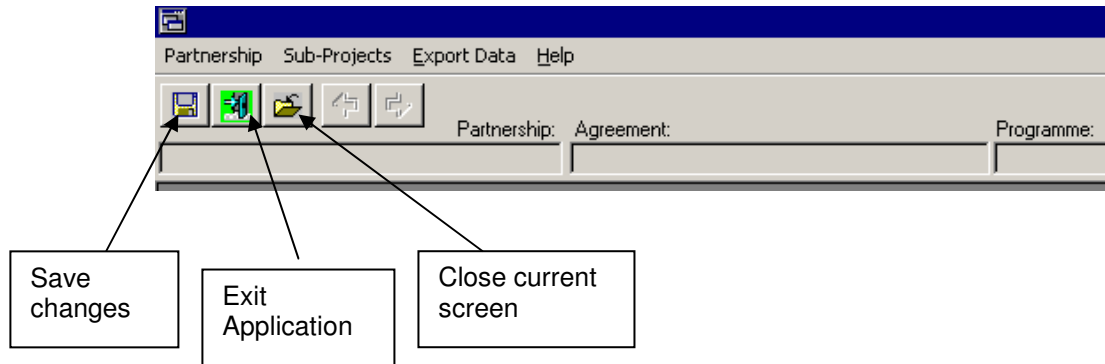 Partnership Sub-Projects Export Data Help
Partnership: Agreement: Programme:
Save
changes
Exit
Application
Close current
screen